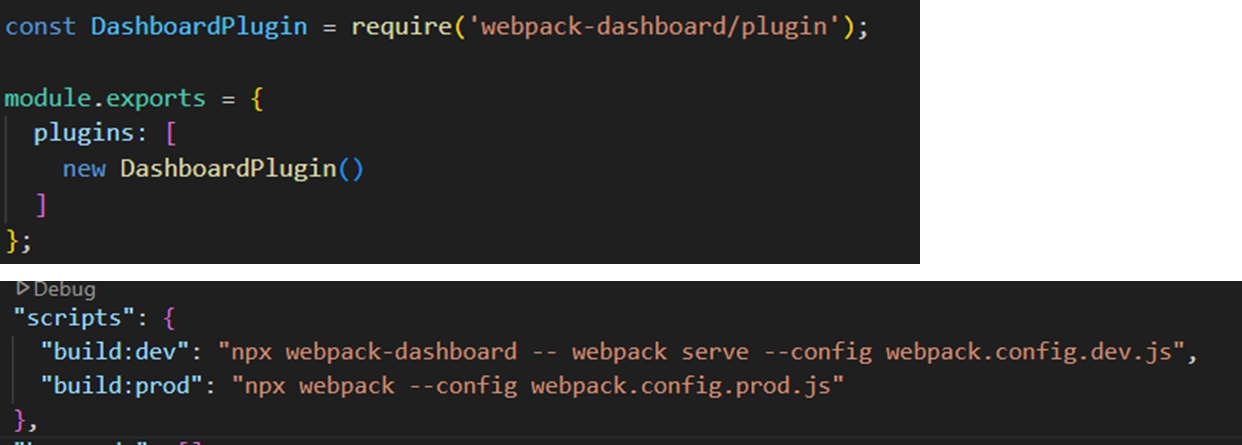 const DashboardPlugin = require('webpack-dashboard/plugin');
module.exports = {
plugins: [
new DashboardPlugin()
]
};
Debug
"scripts": {
"build:dev": "npx webpack-dashboard -- webpack serve --config webpack.config.dev.js",
"build:prod": "npx webpack --config webpack.config.prod.js"
},